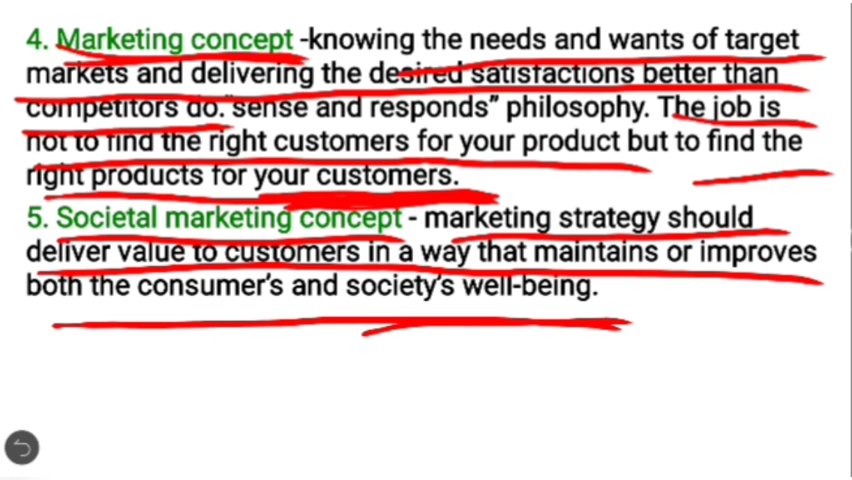 4. Marketing concept -knowing the needs and wants of target
markets and delivering the desired satisfactions better than
competitors do. "sense and responds" philosophy. The job is
not to find the right customers for your product but to find the
right products for your customers.
5. Societal marketing concept - marketing strategy should
deliver value to customers in a way that maintains or improves
both the consumer's and society's well-being.